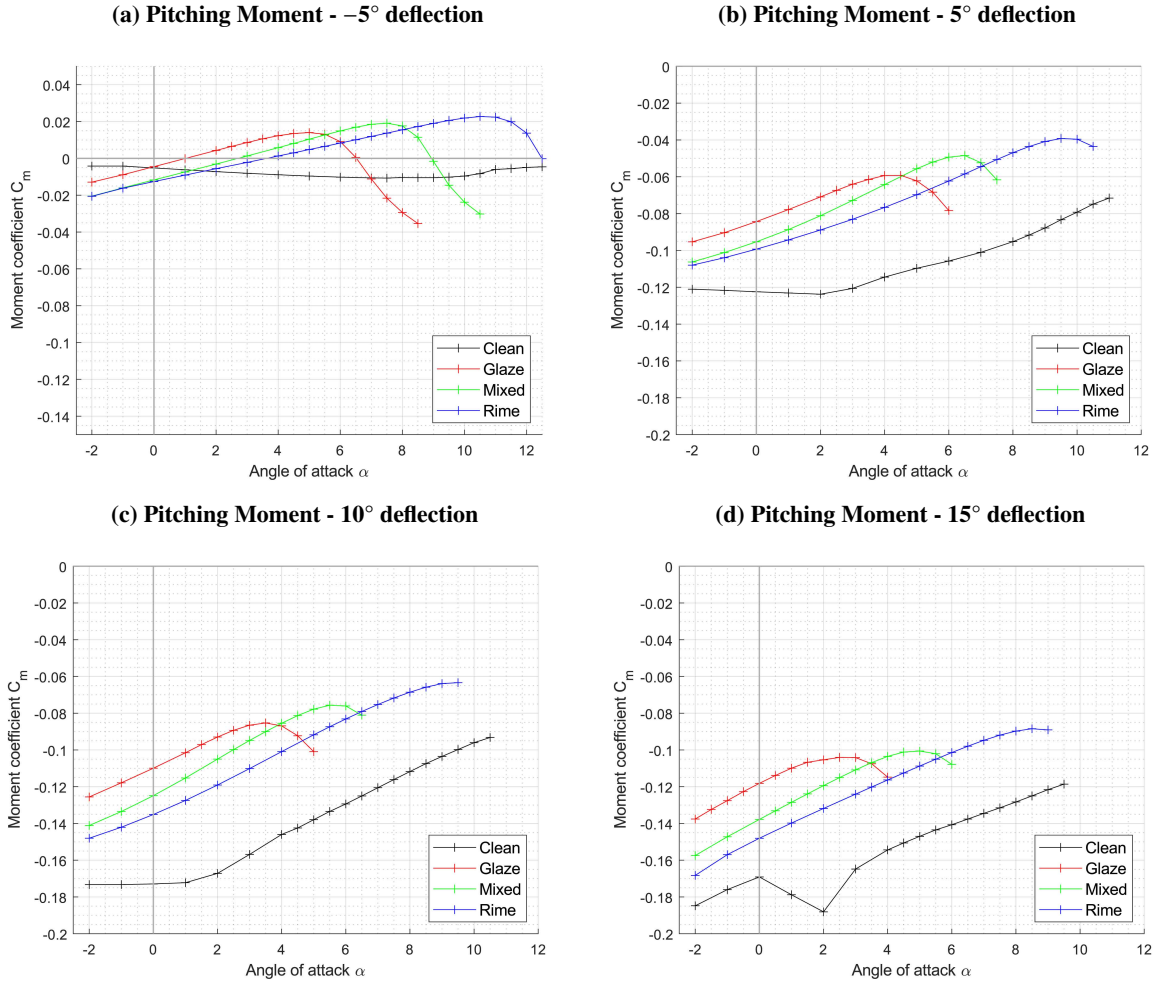 (a) Pitching Moment - −5° deflection
0.04
0.02
0
-0.02
-0.04
-0.06
-0.08
-0.1
-0.12
-0.14
Moment coefficient C_m
-2 0 2 4 6 8 10 12
Angle of attack α
Clean
Glaze
Mixed
Rime
(b) Pitching Moment - 5° deflection
0
-0.02
-0.04
-0.06
-0.08
-0.1
-0.12
-0.14
-0.16
-0.18
-0.2
Moment coefficient C_m
-2 0 2 4 6 8 10 12
Angle of attack α
Clean
Glaze
Mixed
Rime
(c) Pitching Moment - 10° deflection
0
-0.02
-0.04
-0.06
-0.08
-0.1
-0.12
-0.14
-0.16
-0.18
-0.2
Moment coefficient C_m
-2 0 2 4 6 8 10 12
Angle of attack α
Clean
Glaze
Mixed
Rime
(d) Pitching Moment - 15° deflection
0
-0.02
-0.04
-0.06
-0.08
-0.1
-0.12
-0.14
-0.16
-0.18
-0.2
Moment coefficient C_m
-2 0 2 4 6 8 10 12
Angle of attack α
Clean
Glaze
Mixed
Rime